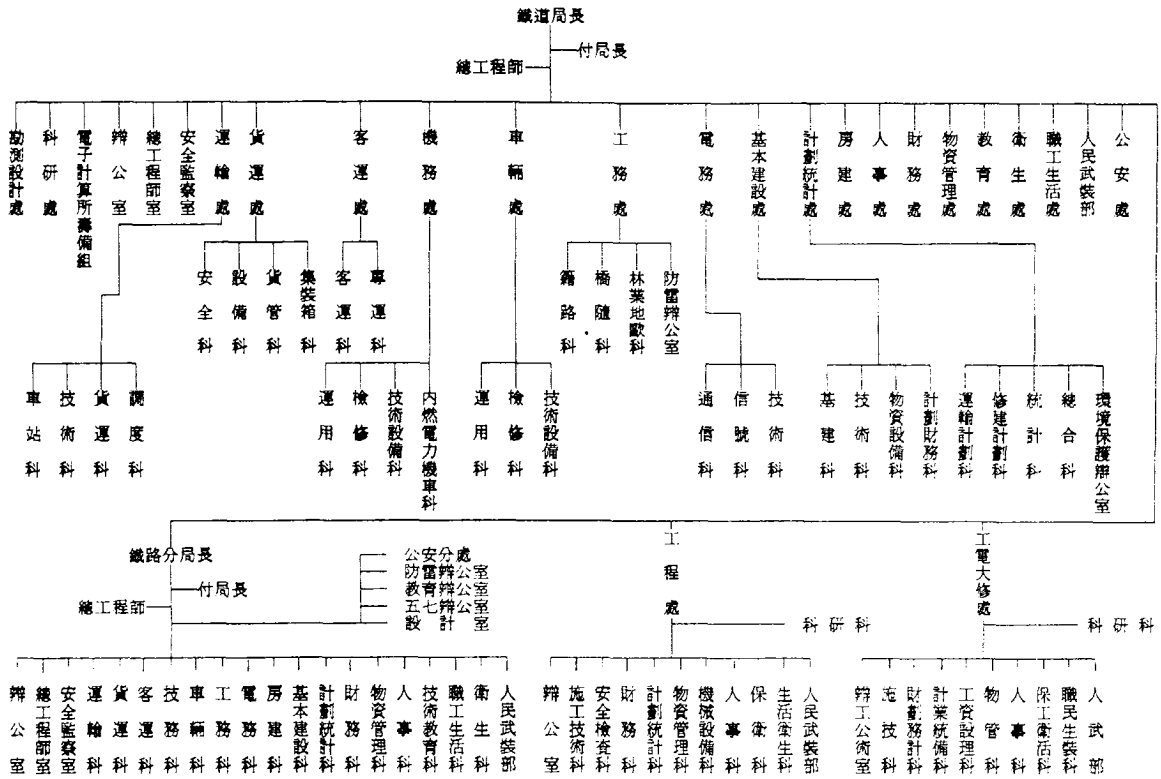 鐵道局長
付局長
總工程師
勘測設計處
科研處
電子計算所籌備組
辦公室
總工程師室
安全監察室
運輸處
貨運處
客運處
機務處
車輛處
工務處
電務處
基本建設處
計劃統計處
房建處
人事處
財務處
物資管理處
教育處
衛生處
職工生活處
人民武裝部
公安處
安全科
設備科
貨管科
集裝箱科
客運科
專運科
橋隧科
防雷辦公室
車站科
技術科
貨運科
調度科
運用科
檢修科
技術設備科
內燃電力機車科
運用科
檢修科
技術設備科
通信科
信號科
技術科
基建科
技術科
物資設備科
計劃財務科
運輸計劃科
修建計劃科
統計科
總合科
環境保護辦公室
鐵路分局長
付局長
總工程師
公安分處
防雷辦公室
教育辦公室
五七辦公室
設計室
工程處
科研科
工電大修處
科研科
辦公室
總工程師室
安全監察室
運輸科
貨運科
客運科
技務科
車輛科
工務科
電務科
房建科
基本建設科
計劃統計科
財務科
物資管理科
人事科
技術教育科
職工生活科
衛生科
人民武裝部
辦公室
施工技術科
安全檢查科
財務科
計劃統計科
物資管理科
機械設備科
人事科
保衛科
生活衛生科
人民武裝部
物管科
人事科
人武部